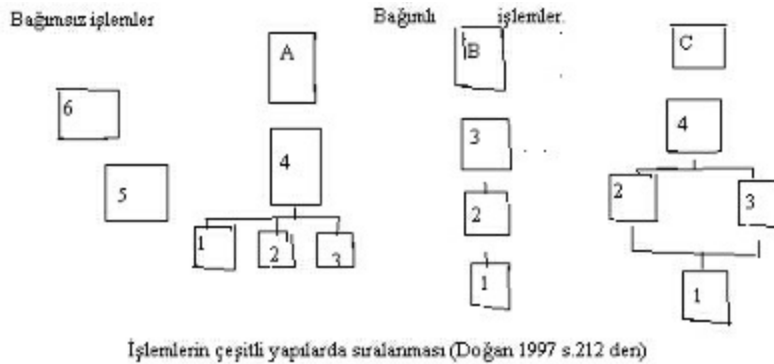 Bağımsız işlemler
Bağımlı işlemler.
A
B
C
6
5
4
1
2
3
3
2
1
4
2
3
1
İşlemlerin çeşitli yapılarda sıralanması (Doğan 1997 s.212 den)